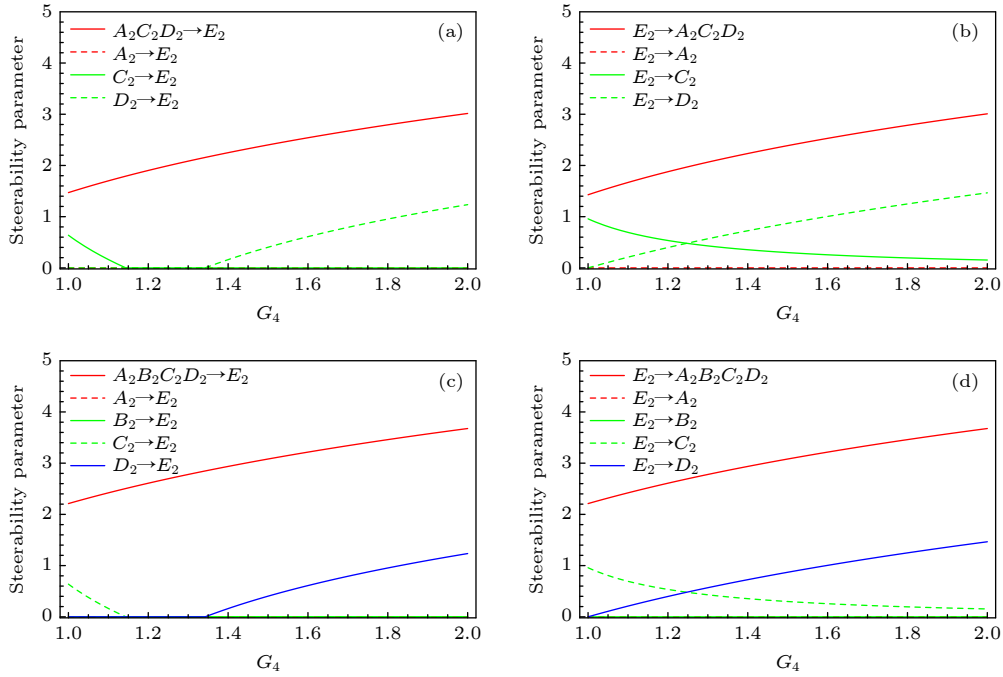 5
4
3
2
1
0
Steerability parameter
A₂C₂D₂→E₂
A₂→E₂
C₂→E₂
D₂→E₂
(a)
1.0 1.2 1.4 1.6 1.8 2.0
G₄
5
4
3
2
1
0
Steerability parameter
E₂→A₂C₂D₂
E₂→A₂
E₂→C₂
E₂→D₂
(b)
1.0 1.2 1.4 1.6 1.8 2.0
G₄
5
4
3
2
1
0
Steerability parameter
A₂B₂C₂D₂→E₂
A₂→E₂
B₂→E₂
C₂→E₂
D₂→E₂
(c)
1.0 1.2 1.4 1.6 1.8 2.0
G₄
5
4
3
2
1
0
Steerability parameter
E₂→A₂B₂C₂D₂
E₂→A₂
E₂→B₂
E₂→C₂
E₂→D₂
(d)
1.0 1.2 1.4 1.6 1.8 2.0
G₄